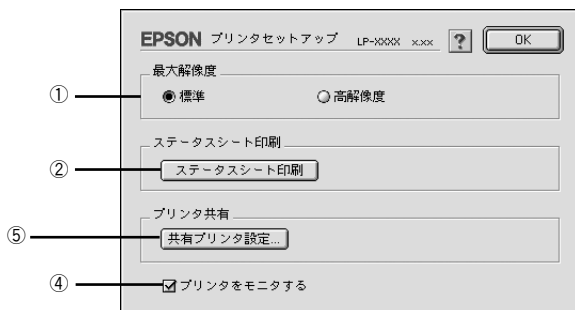 EPSON プリンタセットアップ LP-XXXX x.xx ? OK
最大解像度
① 標準 高解像度
ステータスシート印刷
② ステータスシート印刷
プリンタ共有
⑤ 共有プリンタ設定...
④ プリンタをモニタする